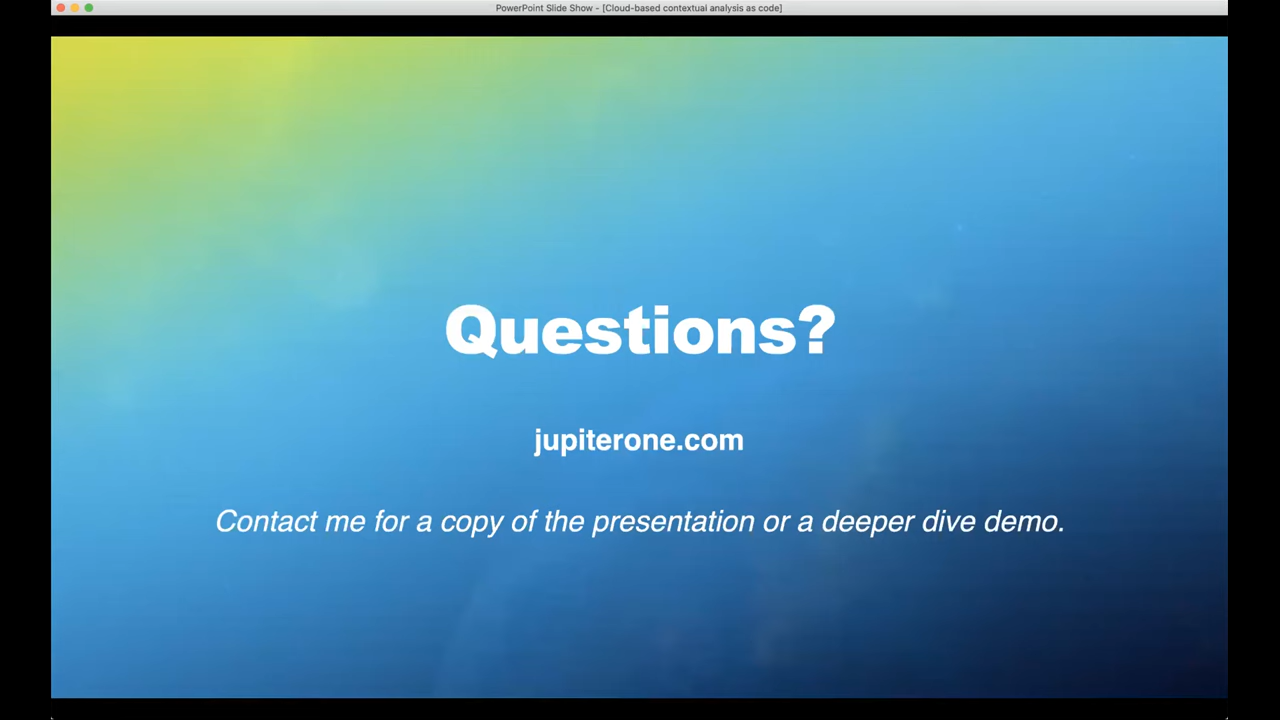 PowerPoint Slide Show - [Cloud-based contextual analysis as code]
Questions?
jupiterone.com
Contact me for a copy of the presentation or a deeper dive demo.